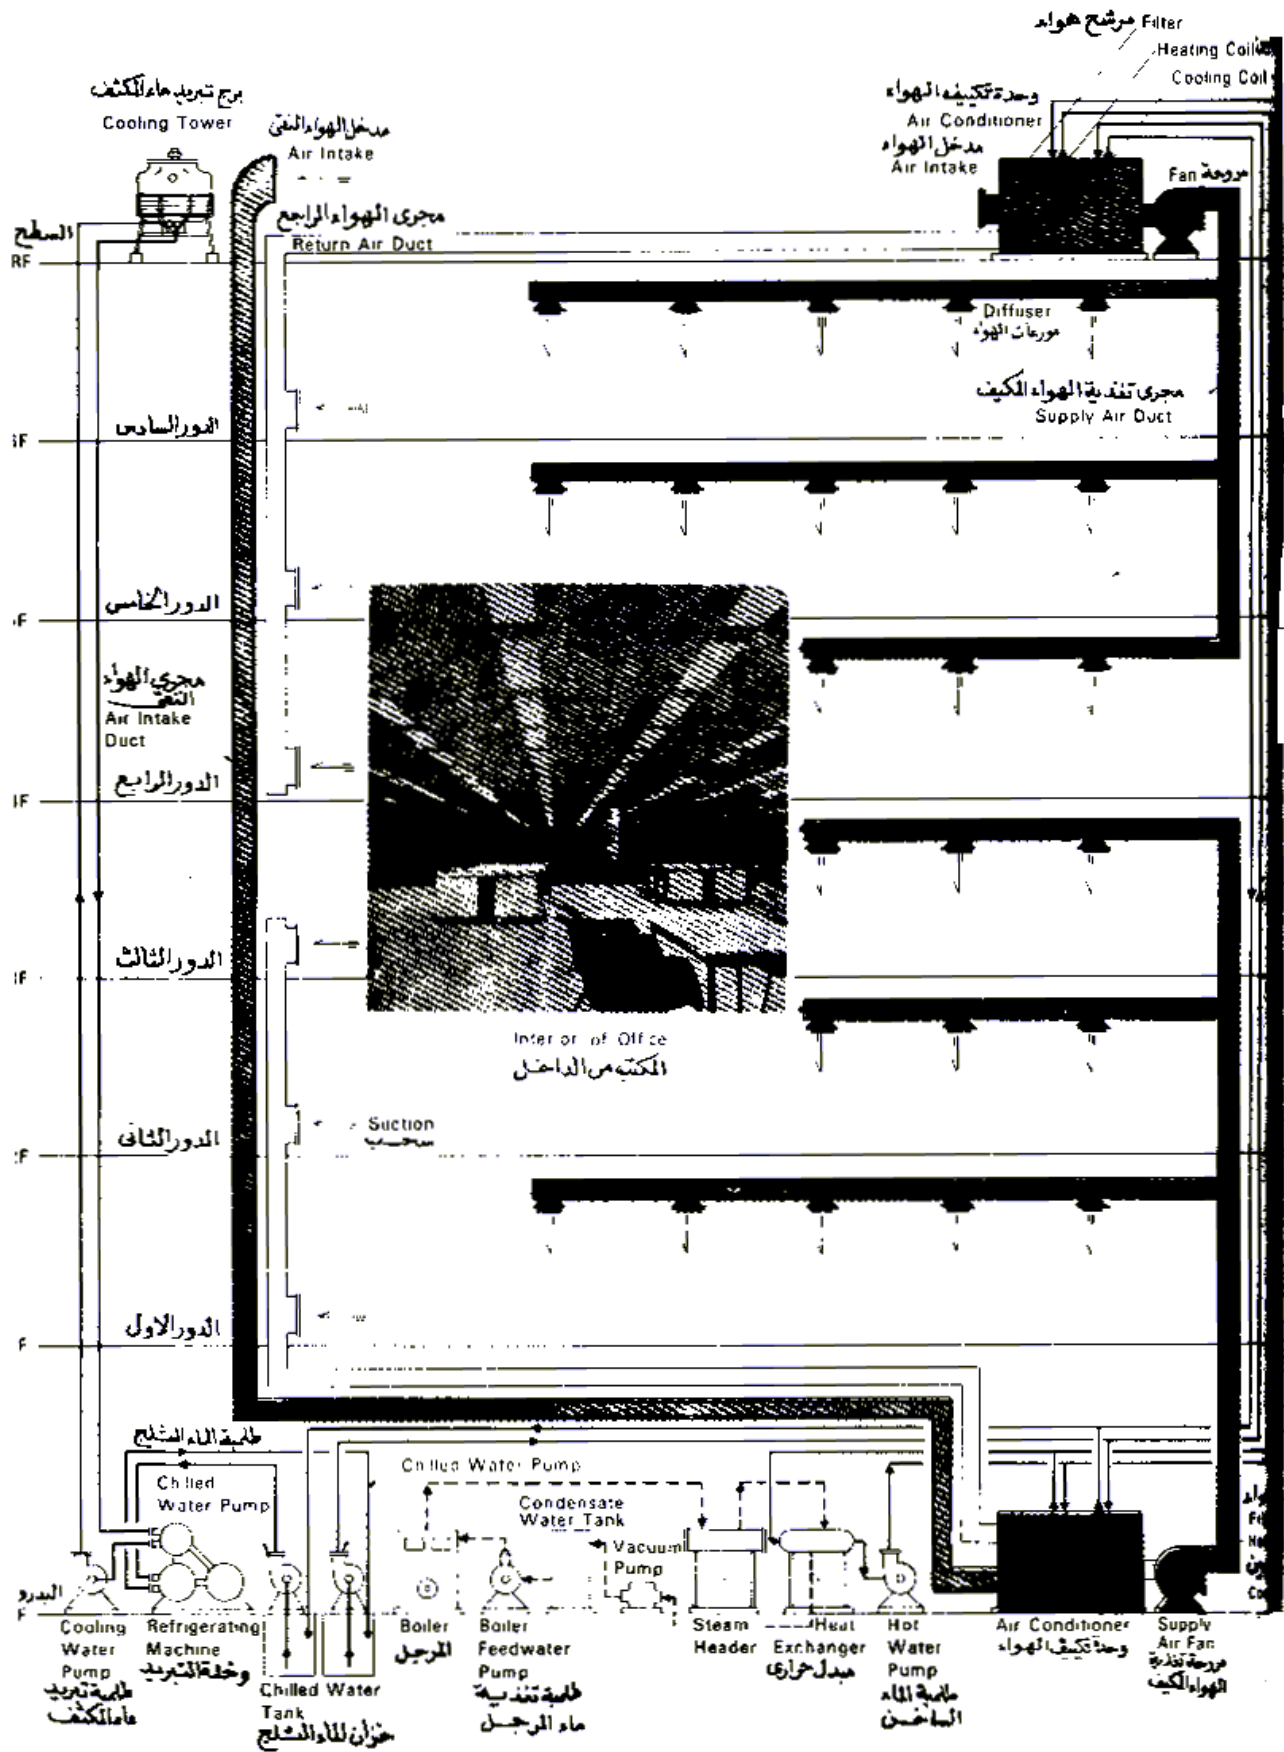 مرشح هواء Filter
Heating Coil
Cooling Coil
برج تبريد ماء المكثف
Cooling Tower
مدخل الهواء النقى
Air Intake
وحدة تكييف الهواء
Air Conditioner
مدخل الهواء
Air Intake
Fan مروحة
مجرى الهواء الراجع
Return Air Duct
السطح
RF
Diffuser
موزعات الهواء
مجرى تغذية الهواء المكيف
Supply Air Duct
الدور السادس
الدور الخامس
مجرى الهواء
النقى
Air Intake
Duct
الدور الرابع
الدور الثالث
Interior of Office
المكتب من الداخل
الدور الثانى
Suction
سحب
الدور الاول
طلمبة الماء المثلج
Chilled
Water Pump
Chilled Water Pump
Condensate
Water Tank
Vacuum
Pump
البدروم
Cooling
Water
Pump
طلمبة تبريد
ماء المكثف
Refrigerating
Machine
وحدة التبريد
Chilled Water
Tank
خزان الماء المثلج
Boiler
المرجل
Boiler
Feedwater
Pump
طلمبة تغذية
ماء المرجل
Steam
Header
Heat
Exchanger
مبدل حرارى
Hot
Water
Pump
طلمبة الماء
الساخن
Air Conditioner
وحدة تكييف الهواء
Supply
Air Fan
مروحة تغذية
الهواء المكيف